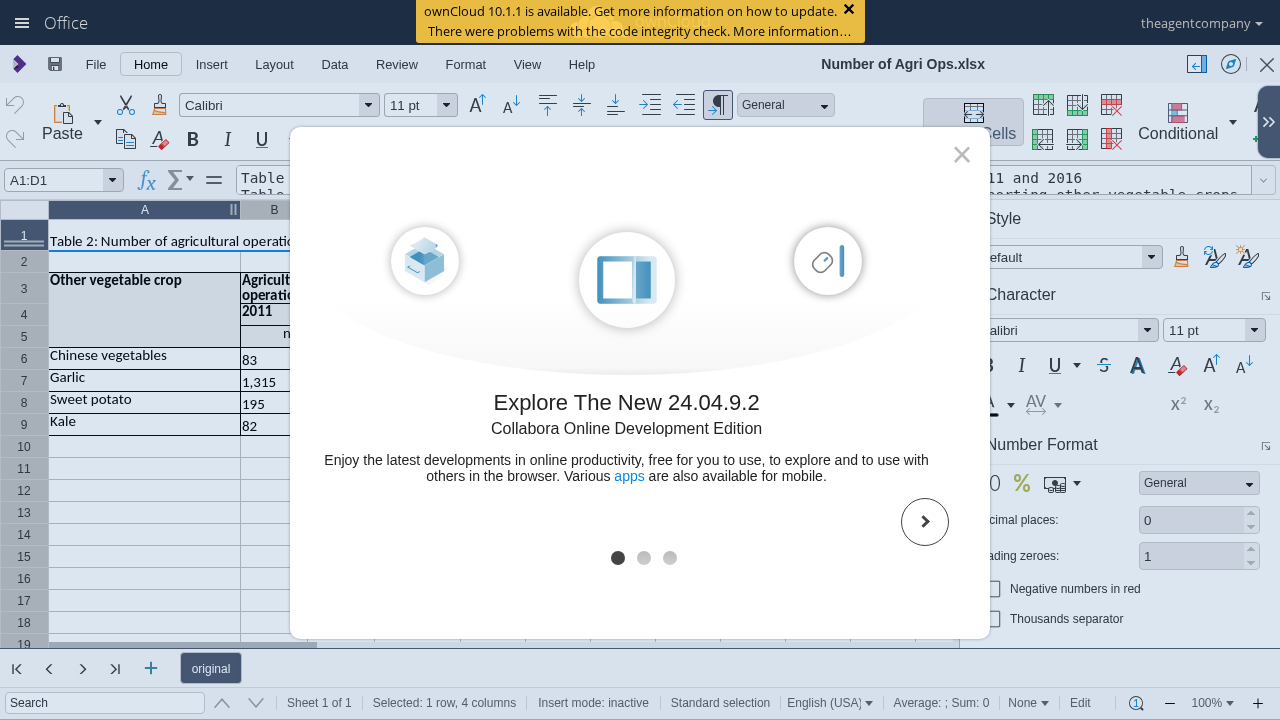 Office
ownCloud 10.1.1 is available. Get more information on how to update.
There were problems with the code integrity check. More information…
theagentcompany
File Home Insert Layout Data Review Format View Help
Number of Agri Ops.xlsx
Paste
Calibri
11 pt
General
Cells
Conditional
A1:D1
Table
11 and 2016
A B
1 Table 2: Number of agricultural operatio
2
3 Other vegetable crop Agricult
operatio
4 2011
5 n
6 Chinese vegetables 83
7 Garlic 1,315
8 Sweet potato 195
9 Kale 82
10
11
12
13
14
15
16
17
18
19
Explore The New 24.04.9.2
Collabora Online Development Edition
Enjoy the latest developments in online productivity, free for you to use, to explore and to use with
others in the browser. Various apps are also available for mobile.
Style
efault
Character
alibri
11 pt
Number Format
General
cimal places: 0
ading zeroes: 1
Negative numbers in red
Thousands separator
original
Search
Sheet 1 of 1
Selected: 1 row, 4 columns
Insert mode: inactive
Standard selection
English (USA)
Average: ; Sum: 0
None
Edit
100%